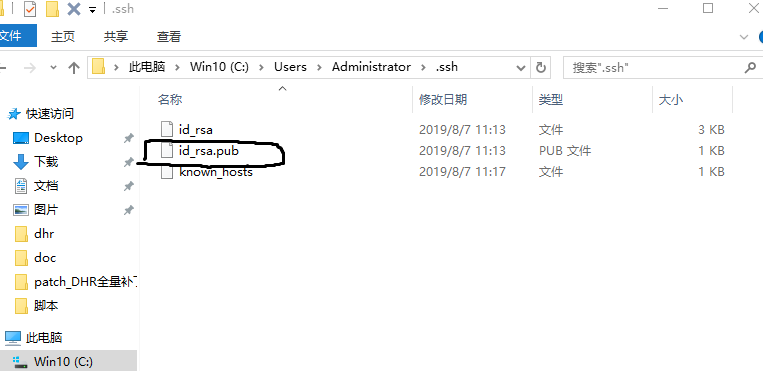 .ssh
文件 主页 共享 查看
此电脑 Win10 (C:) Users Administrator .ssh 搜索".ssh"
名称 修改日期 类型 大小
快速访问
Desktop
下载
文档
图片
dhr
doc
patch_DHR全量补丁
脚本
此电脑
Win10 (C:)
id_rsa 2019/8/7 11:13 文件 3 KB
id_rsa.pub 2019/8/7 11:13 PUB 文件 1 KB
known_hosts 2019/8/7 11:17 文件 1 KB